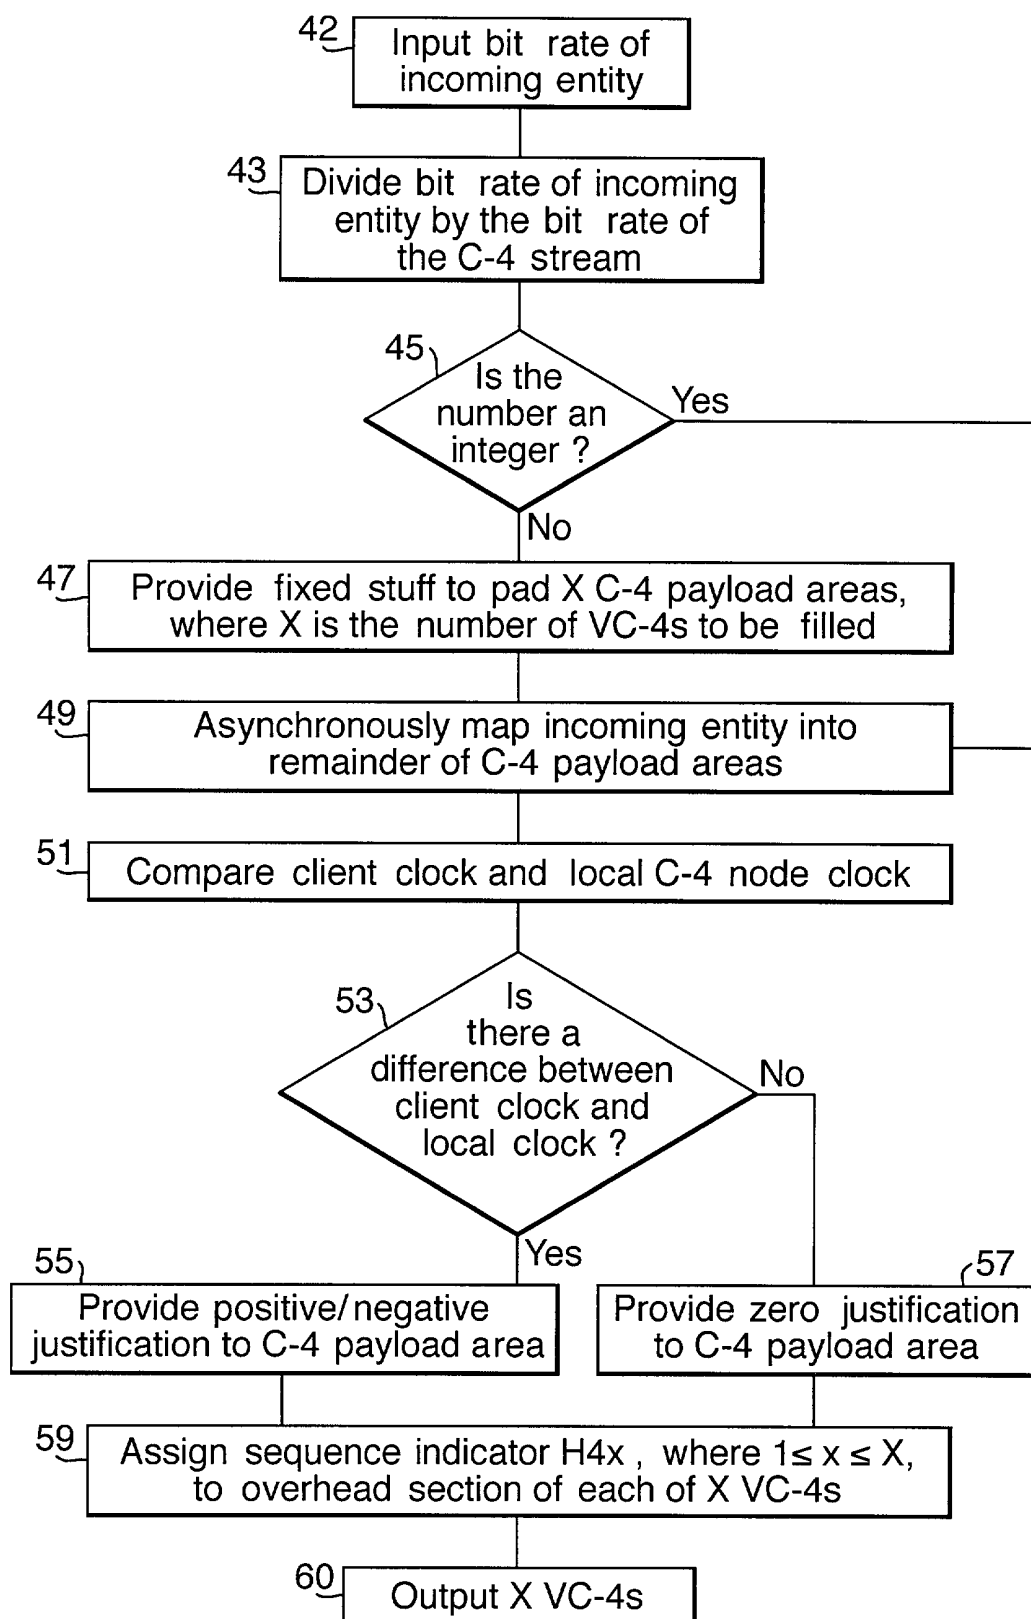 42
Input bit rate of
incoming entity
43
Divide bit rate of incoming
entity by the bit rate of
the C-4 stream
45
Is the
number an
integer ?
Yes
No
47
Provide fixed stuff to pad X C-4 payload areas,
where X is the number of VC-4s to be filled
49
Asynchronously map incoming entity into
remainder of C-4 payload areas
51
Compare client clock and local C-4 node clock
53
Is
there a
difference between
client clock and
local clock ?
No
Yes
55
Provide positive/negative
justification to C-4 payload area
57
Provide zero justification
to C-4 payload area
59
Assign sequence indicator H4x , where 1≤ x ≤ X,
to overhead section of each of X VC-4s
60
Output X VC-4s